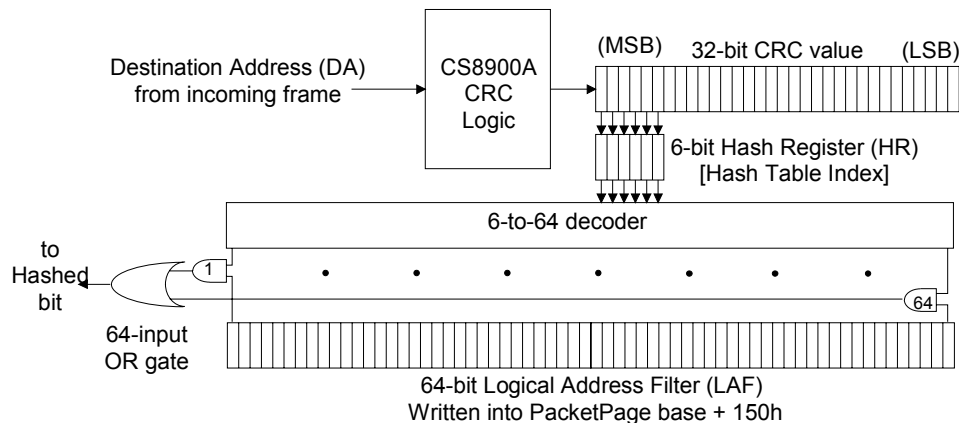 (MSB) 32-bit CRC value (LSB)
Destination Address (DA)
from incoming frame
CS8900A
CRC
Logic
6-bit Hash Register (HR)
[Hash Table Index]
6-to-64 decoder
to
Hashed
bit
1
64
64-input
OR gate
64-bit Logical Address Filter (LAF)
Written into PacketPage base + 150h